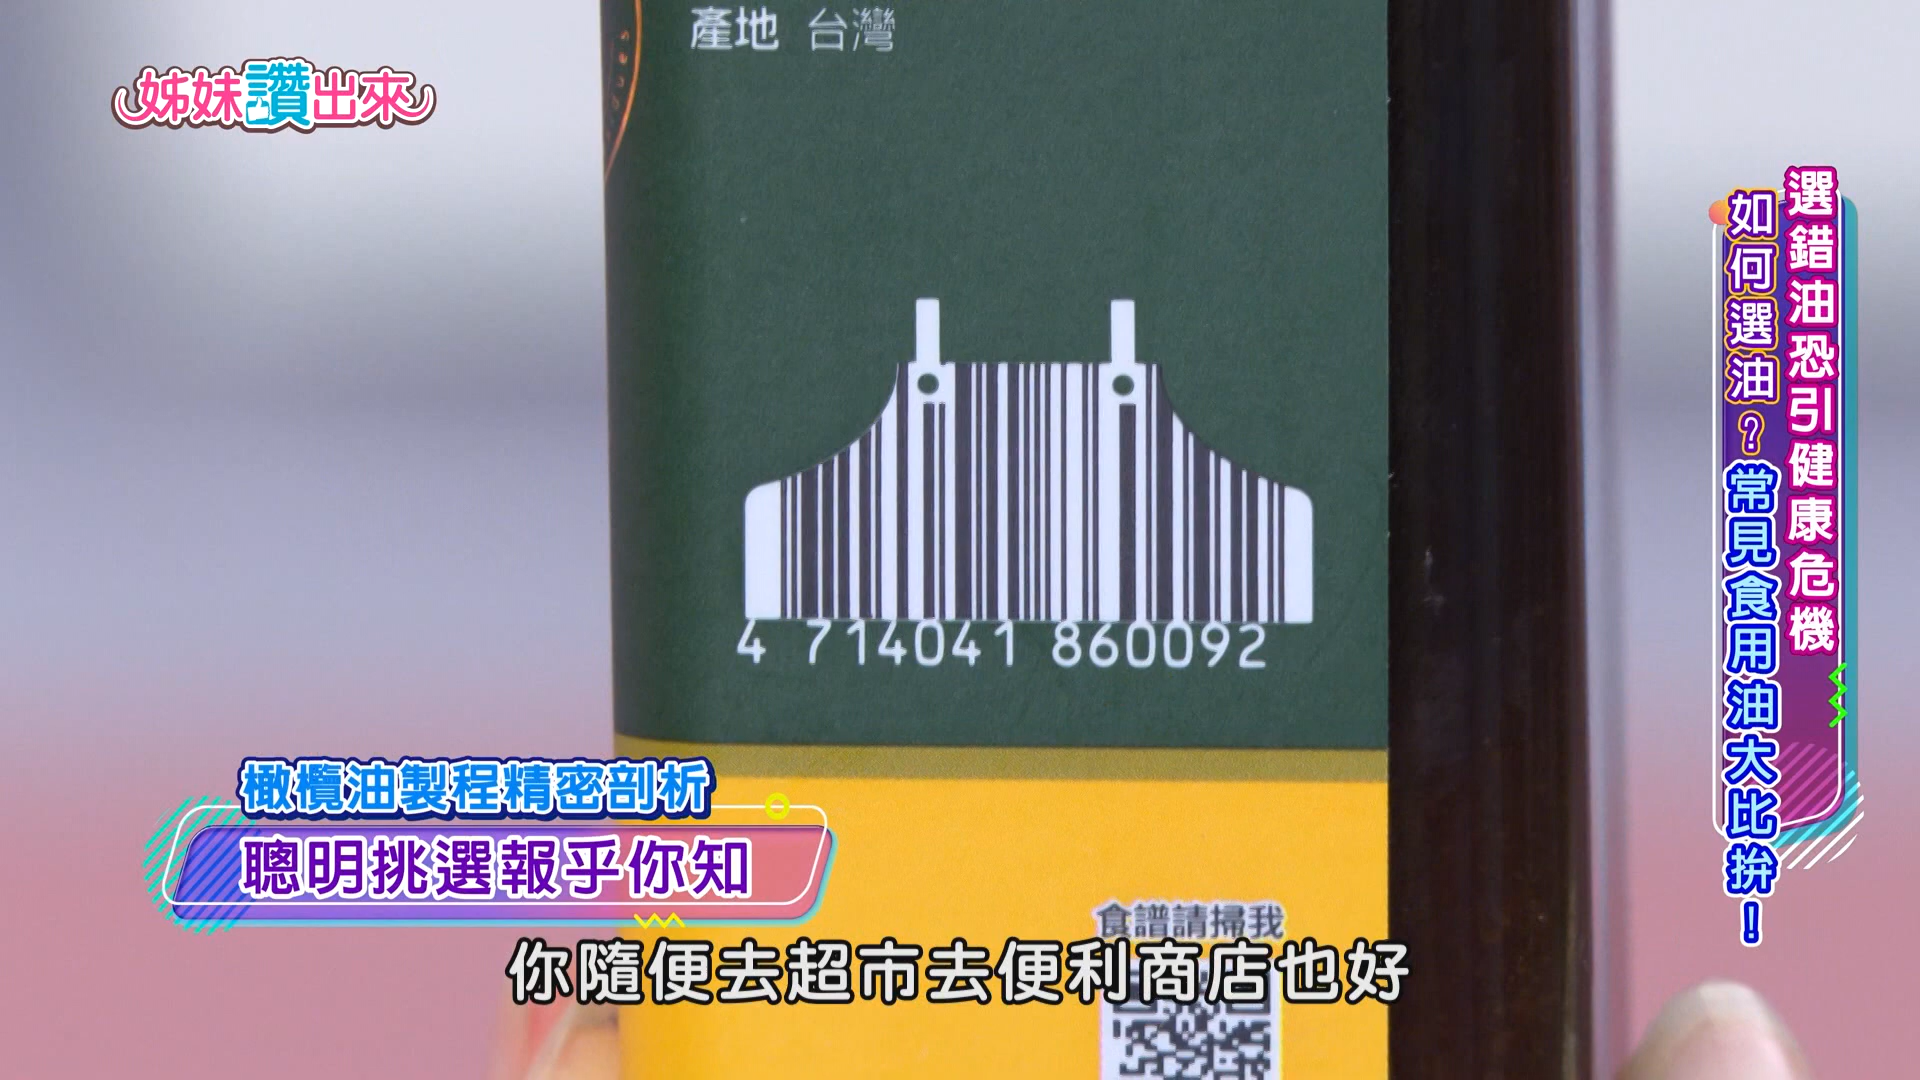 產地 台灣
姊妹讚出來
選錯油恐引健康危機
如何選油？常見食用油大比拚！
4 714041 860092
橄欖油製程精密剖析
聰明挑選報乎你知
食譜請掃我
你隨便去超市去便利商店也好